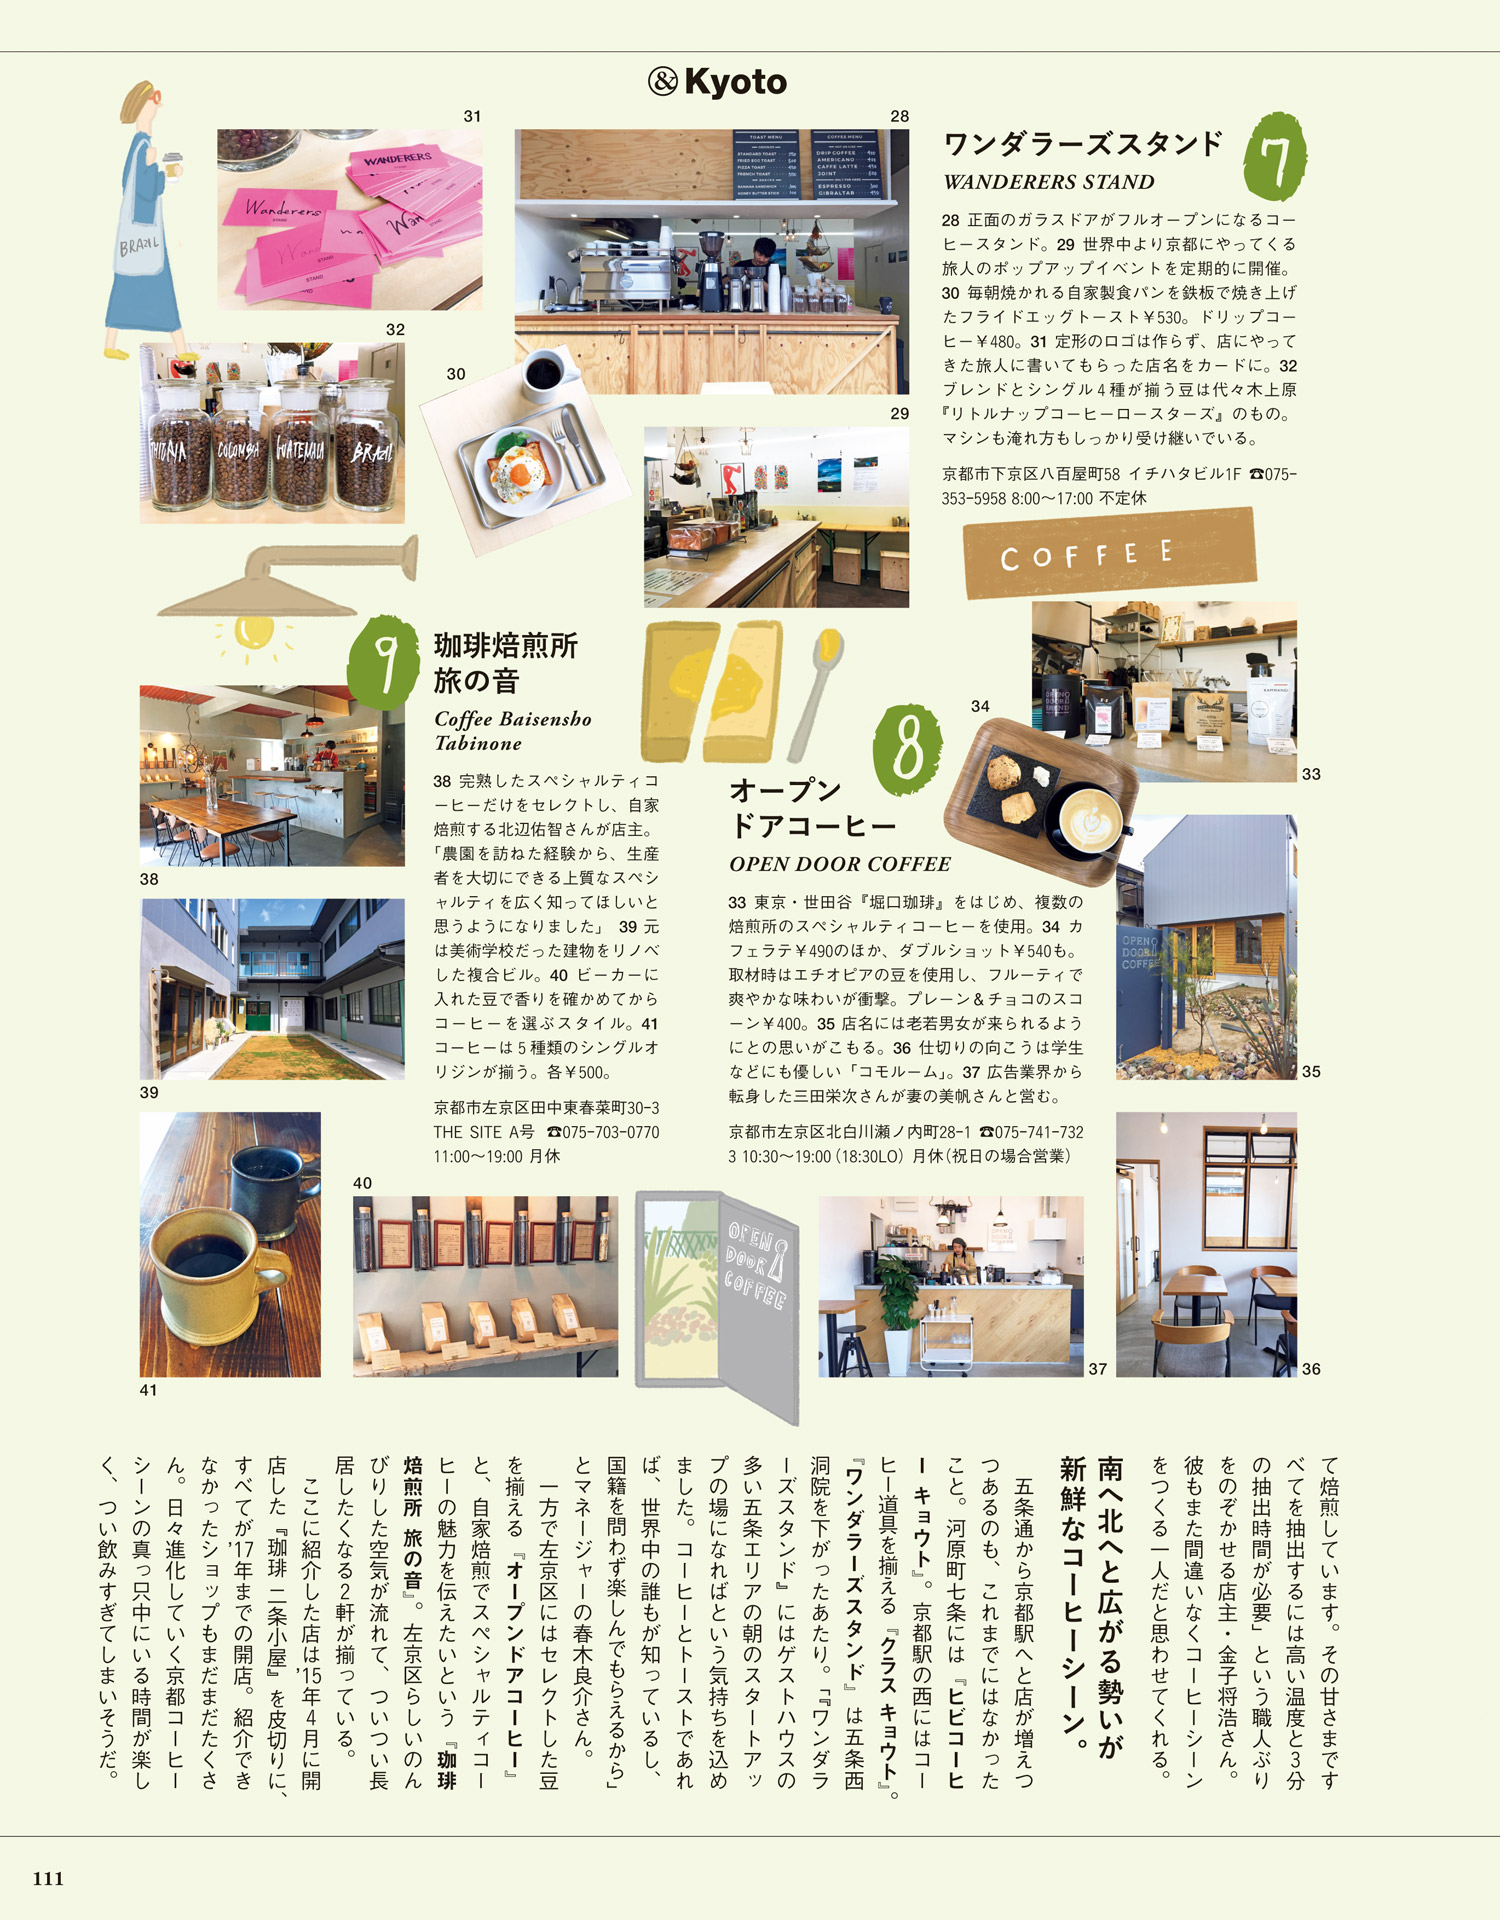 &Kyoto
7
ワンダラーズスタンド
WANDERERS STAND
28 正面のガラスドアがフルオープンになるコー
ヒースタンド。29 世界中より京都にやってくる
旅人のポップアップイベントを定期的に開催。
30 毎朝焼かれる自家製食パンを鉄板で焼き上げ
たフライドエッグトースト¥530。ドリップコー
ヒー¥480。31 定形のロゴは作らず、店にやって
きた旅人に書いてもらった店名をカードに。32
ブレンドとシングル4種が揃う豆は代々木上原
『リトルナップコーヒーロースターズ』のもの。
マシンも淹れ方もしっかり受け継いでいる。
京都市下京区八百屋町58 イチハタビル1F ☎075-
353-5958 8:00〜17:00 不定休
31
28
32
30
29
WANDERERS
Wanderers
STAND
TOAST MENU
STANDARD TOAST
FRIED EGG TOAST
PIZZA TOAST
FRENCH TOAST
COFFEE MENU
DRIP COFFEE
AMERICANO
CAFFE LATTE
JOINT
ESPRESSO
GIBRALTAR
BRAZIL
COLOMBIA
GUATEMALA
BRAZIL
COFFEE
8
オープン
ドアコーヒー
OPEN DOOR COFFEE
33 東京・世田谷『堀口珈琲』をはじめ、複数の
焙煎所のスペシャルティコーヒーを使用。34 カ
フェラテ¥490のほか、ダブルショット¥540も。
取材時はエチオピアの豆を使用し、フルーティで
爽やかな味わいが衝撃。プレーン&チョコのスコ
ーン¥400。35 店名には老若男女が来られるよう
にとの思いがこもる。36 仕切りの向こうは学生
などにも優しい「コモルーム」。37 広告業界から
転身した三田栄次さんが妻の美帆さんと営む。
京都市左京区北白川瀬ノ内町28-1 ☎075-741-732
3 10:30〜19:00(18:30LO) 月休(祝日の場合営業)
34
33
35
36
37
OPEN
DOOR
COFFEE
OPEN
DOOR
COFFEE
9
珈琲焙煎所
旅の音
Coffee Baisensho
Tabinone
38 完熟したスペシャルティコ
ーヒーだけをセレクトし、自家
焙煎する北辺佑智さんが店主。
「農園を訪ねた経験から、生産
者を大切にできる上質なスペシ
ャルティを広く知ってほしいと
思うようになりました」 39 元
は美術学校だった建物をリノベ
した複合ビル。40 ビーカーに
入れた豆で香りを確かめてから
コーヒーを選ぶスタイル。41
コーヒーは5種類のシングルオ
リジンが揃う。各¥500。
京都市左京区田中東春菜町30-3
THE SITE A号 ☎075-703-0770
11:00〜19:00 月休
38
39
40
41
て焙煎しています。その甘さまです
べてを抽出するには高い温度と3分
の抽出時間が必要」という職人ぶり
をのぞかせる店主・金子将浩さん。
彼もまた間違いなくコーヒーシーン
をつくる一人だと思わせてくれる。
南へ北へと広がる勢いが
新鮮なコーヒーシーン。
五条通から京都駅へと店が増えつ
つあるのも、これまでにはなかった
こと。河原町七条には『ヒビコーヒ
ー キョウト』。京都駅の西にはコー
ヒー道具を揃える『クラス キョウト』。
『ワンダラーズスタンド』は五条西
洞院を下がったあたり。「『ワンダラ
ーズスタンド』にはゲストハウスの
多い五条エリアの朝のスタートアッ
プの場になればという気持ちを込め
ました。コーヒーとトーストであれ
ば、世界中の誰もが知っているし、
国籍を問わず楽しんでもらえるから」
とマネージャーの春木良介さん。
一方で左京区にはセレクトした豆
を揃える『オープンドアコーヒー』
と、自家焙煎でスペシャルティコー
ヒーの魅力を伝えたいという『珈琲
焙煎所 旅の音』。左京区らしいのん
びりした空気が流れて、ついつい長
居したくなる2軒が揃っている。
ここに紹介した店は'15年4月に開
店した『珈琲 二条小屋』を皮切りに、
すべてが'17年までの開店。紹介でき
なかったショップもまだまだたくさ
ん。日々進化していく京都コーヒー
シーンの真っ只中にいる時間が楽し
く、つい飲みすぎてしまいそうだ。
111